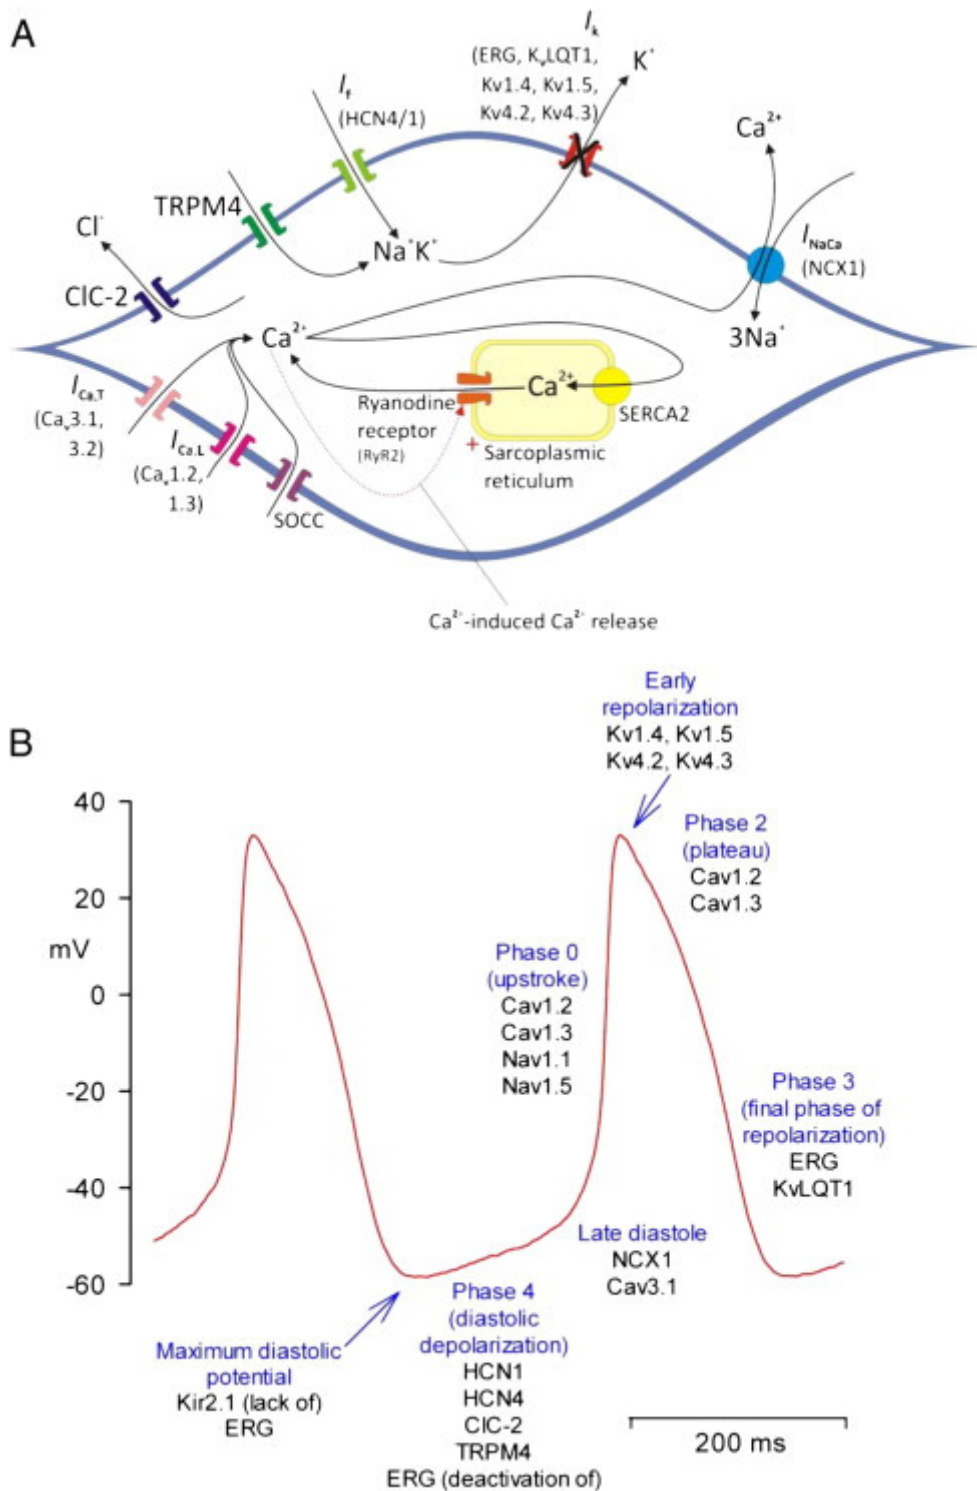 A
I_k
(ERG, KvLQT1,
Kv1.4, Kv1.5,
Kv4.2, Kv4.3)
K⁺
I_f
(HCN4/1)
Ca²⁺
TRPM4
Cl⁻
Na⁺K⁺
I_NaCa
(NCX1)
ClC-2
3Na⁺
Ca²⁺
I_Ca,T
(Caᵥ3.1,
3.2)
Ca²⁺
Ryanodine
receptor
(RyR2)
SERCA2
+
Sarcoplasmic
reticulum
I_Ca,L
(Caᵥ1.2,
1.3)
SOCC
Ca²⁺-induced Ca²⁺ release
B
Early
repolarization
Kv1.4, Kv1.5
Kv4.2, Kv4.3
Phase 2
(plateau)
Cav1.2
Cav1.3
40
20
mV
0
-20
-40
-60
Phase 0
(upstroke)
Cav1.2
Cav1.3
Nav1.1
Nav1.5
Phase 3
(final phase of
repolarization)
ERG
KvLQT1
Late diastole
NCX1
Cav3.1
Maximum diastolic
potential
Kir2.1 (lack of)
ERG
Phase 4
(diastolic
depolarization)
HCN1
HCN4
ClC-2
TRPM4
ERG (deactivation of)
200 ms